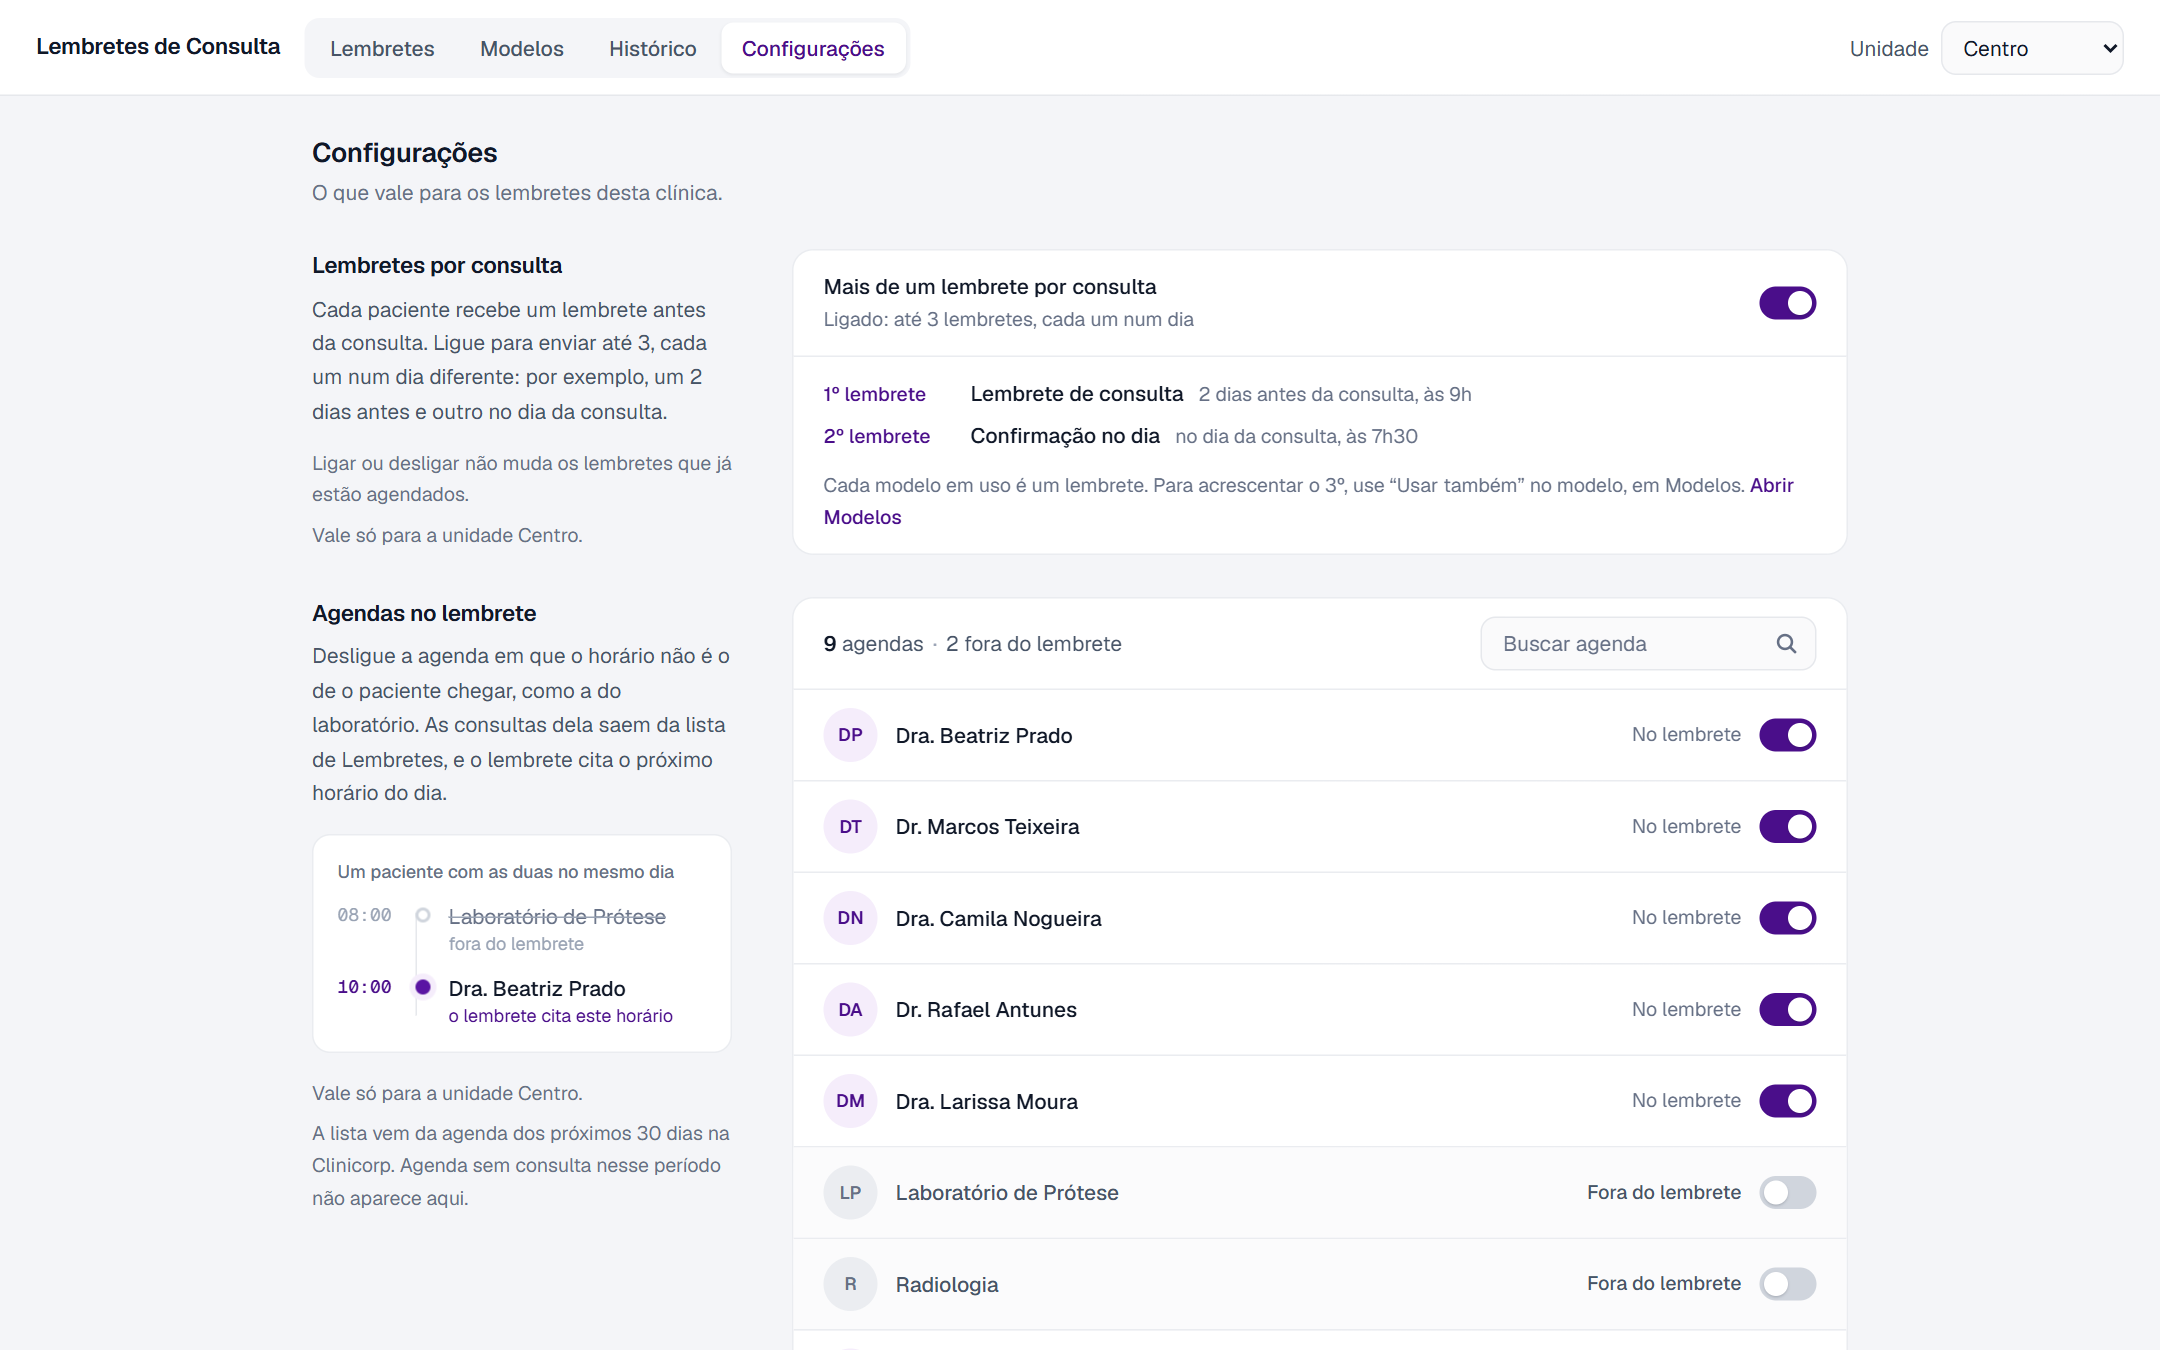 Lembretes de Consulta
Lembretes
Modelos
Histórico
Configurações
Unidade
Centro
Configurações
O que vale para os lembretes desta clínica.
Lembretes por consulta
Cada paciente recebe um lembrete antes
da consulta. Ligue para enviar até 3, cada
um num dia diferente: por exemplo, um 2
dias antes e outro no dia da consulta.
Ligar ou desligar não muda os lembretes que já
estão agendados.
Vale só para a unidade Centro.
Mais de um lembrete por consulta
Ligado: até 3 lembretes, cada um num dia
1º lembrete Lembrete de consulta 2 dias antes da consulta, às 9h
2º lembrete Confirmação no dia no dia da consulta, às 7h30
Cada modelo em uso é um lembrete. Para acrescentar o 3º, use “Usar também” no modelo, em Modelos. Abrir
Modelos
Agendas no lembrete
Desligue a agenda em que o horário não é o
de o paciente chegar, como a do
laboratório. As consultas dela saem da lista
de Lembretes, e o lembrete cita o próximo
horário do dia.
Um paciente com as duas no mesmo dia
08:00 Laboratório de Prótese
fora do lembrete
10:00 Dra. Beatriz Prado
o lembrete cita este horário
Vale só para a unidade Centro.
A lista vem da agenda dos próximos 30 dias na
Clinicorp. Agenda sem consulta nesse período
não aparece aqui.
9 agendas · 2 fora do lembrete
Buscar agenda
DP Dra. Beatriz Prado No lembrete
DT Dr. Marcos Teixeira No lembrete
DN Dra. Camila Nogueira No lembrete
DA Dr. Rafael Antunes No lembrete
DM Dra. Larissa Moura No lembrete
LP Laboratório de Prótese Fora do lembrete
R Radiologia Fora do lembrete